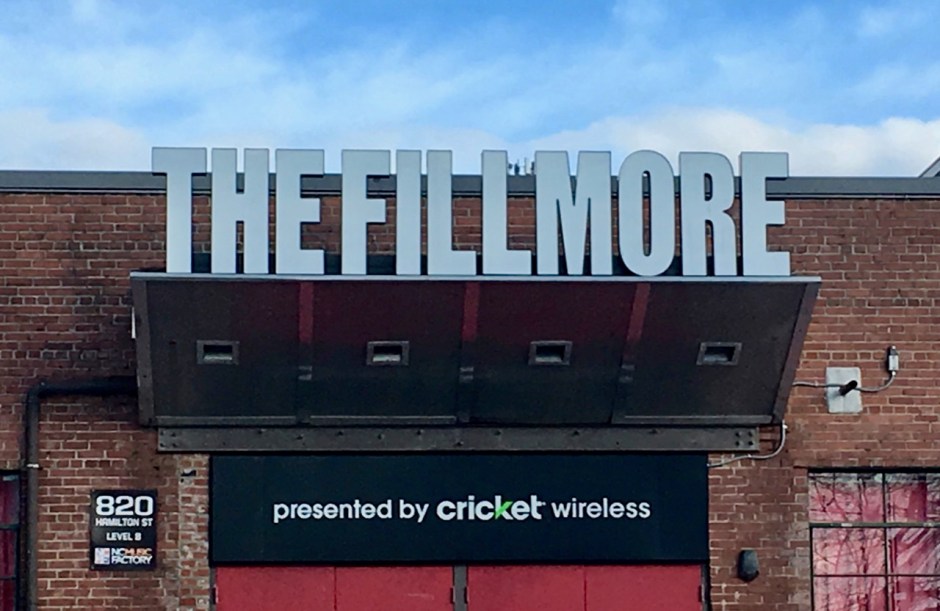 THE FILLMORE
presented by cricket wireless
820
HAMILTON ST
LEVEL B
NC MUSIC
FACTORY